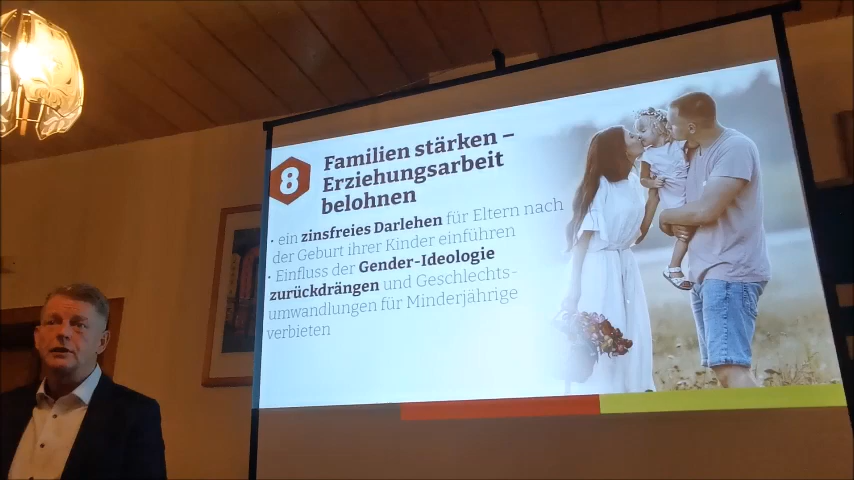 8
Familien stärken –
Erziehungsarbeit
belohnen
• ein zinsfreies Darlehen für Eltern nach
der Geburt ihrer Kinder einführen
• Einfluss der Gender-Ideologie
zurückdrängen und Geschlechts-
umwandlungen für Minderjährige
verbieten